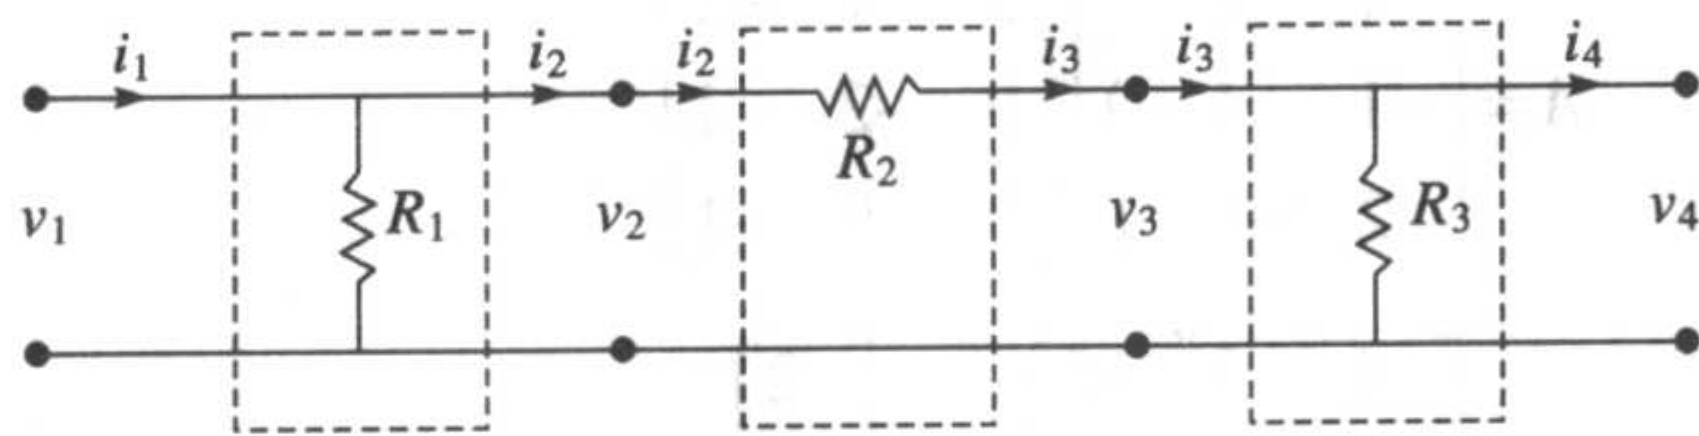 i₁ i₂ i₂ i₃ i₃ i₄
R₂
v₁ R₁ v₂ v₃ R₃ v₄